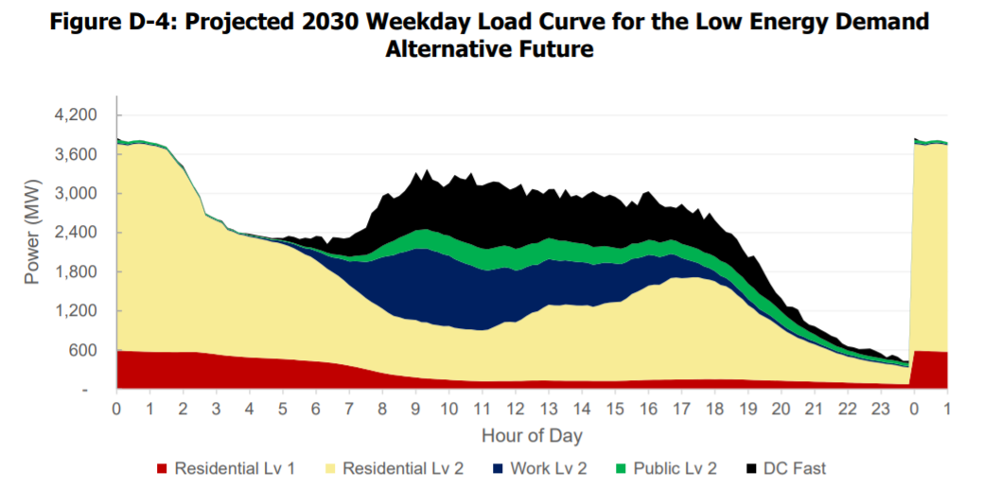 Figure D-4: Projected 2030 Weekday Load Curve for the Low Energy Demand
Alternative Future
4,200
3,600
3,000
2,400
1,800
1,200
600
-
Power (MW)
0 1 2 3 4 5 6 7 8 9 10 11 12 13 14 15 16 17 18 19 20 21 22 23 0 1
Hour of Day
Residential Lv 1 Residential Lv 2 Work Lv 2 Public Lv 2 DC Fast